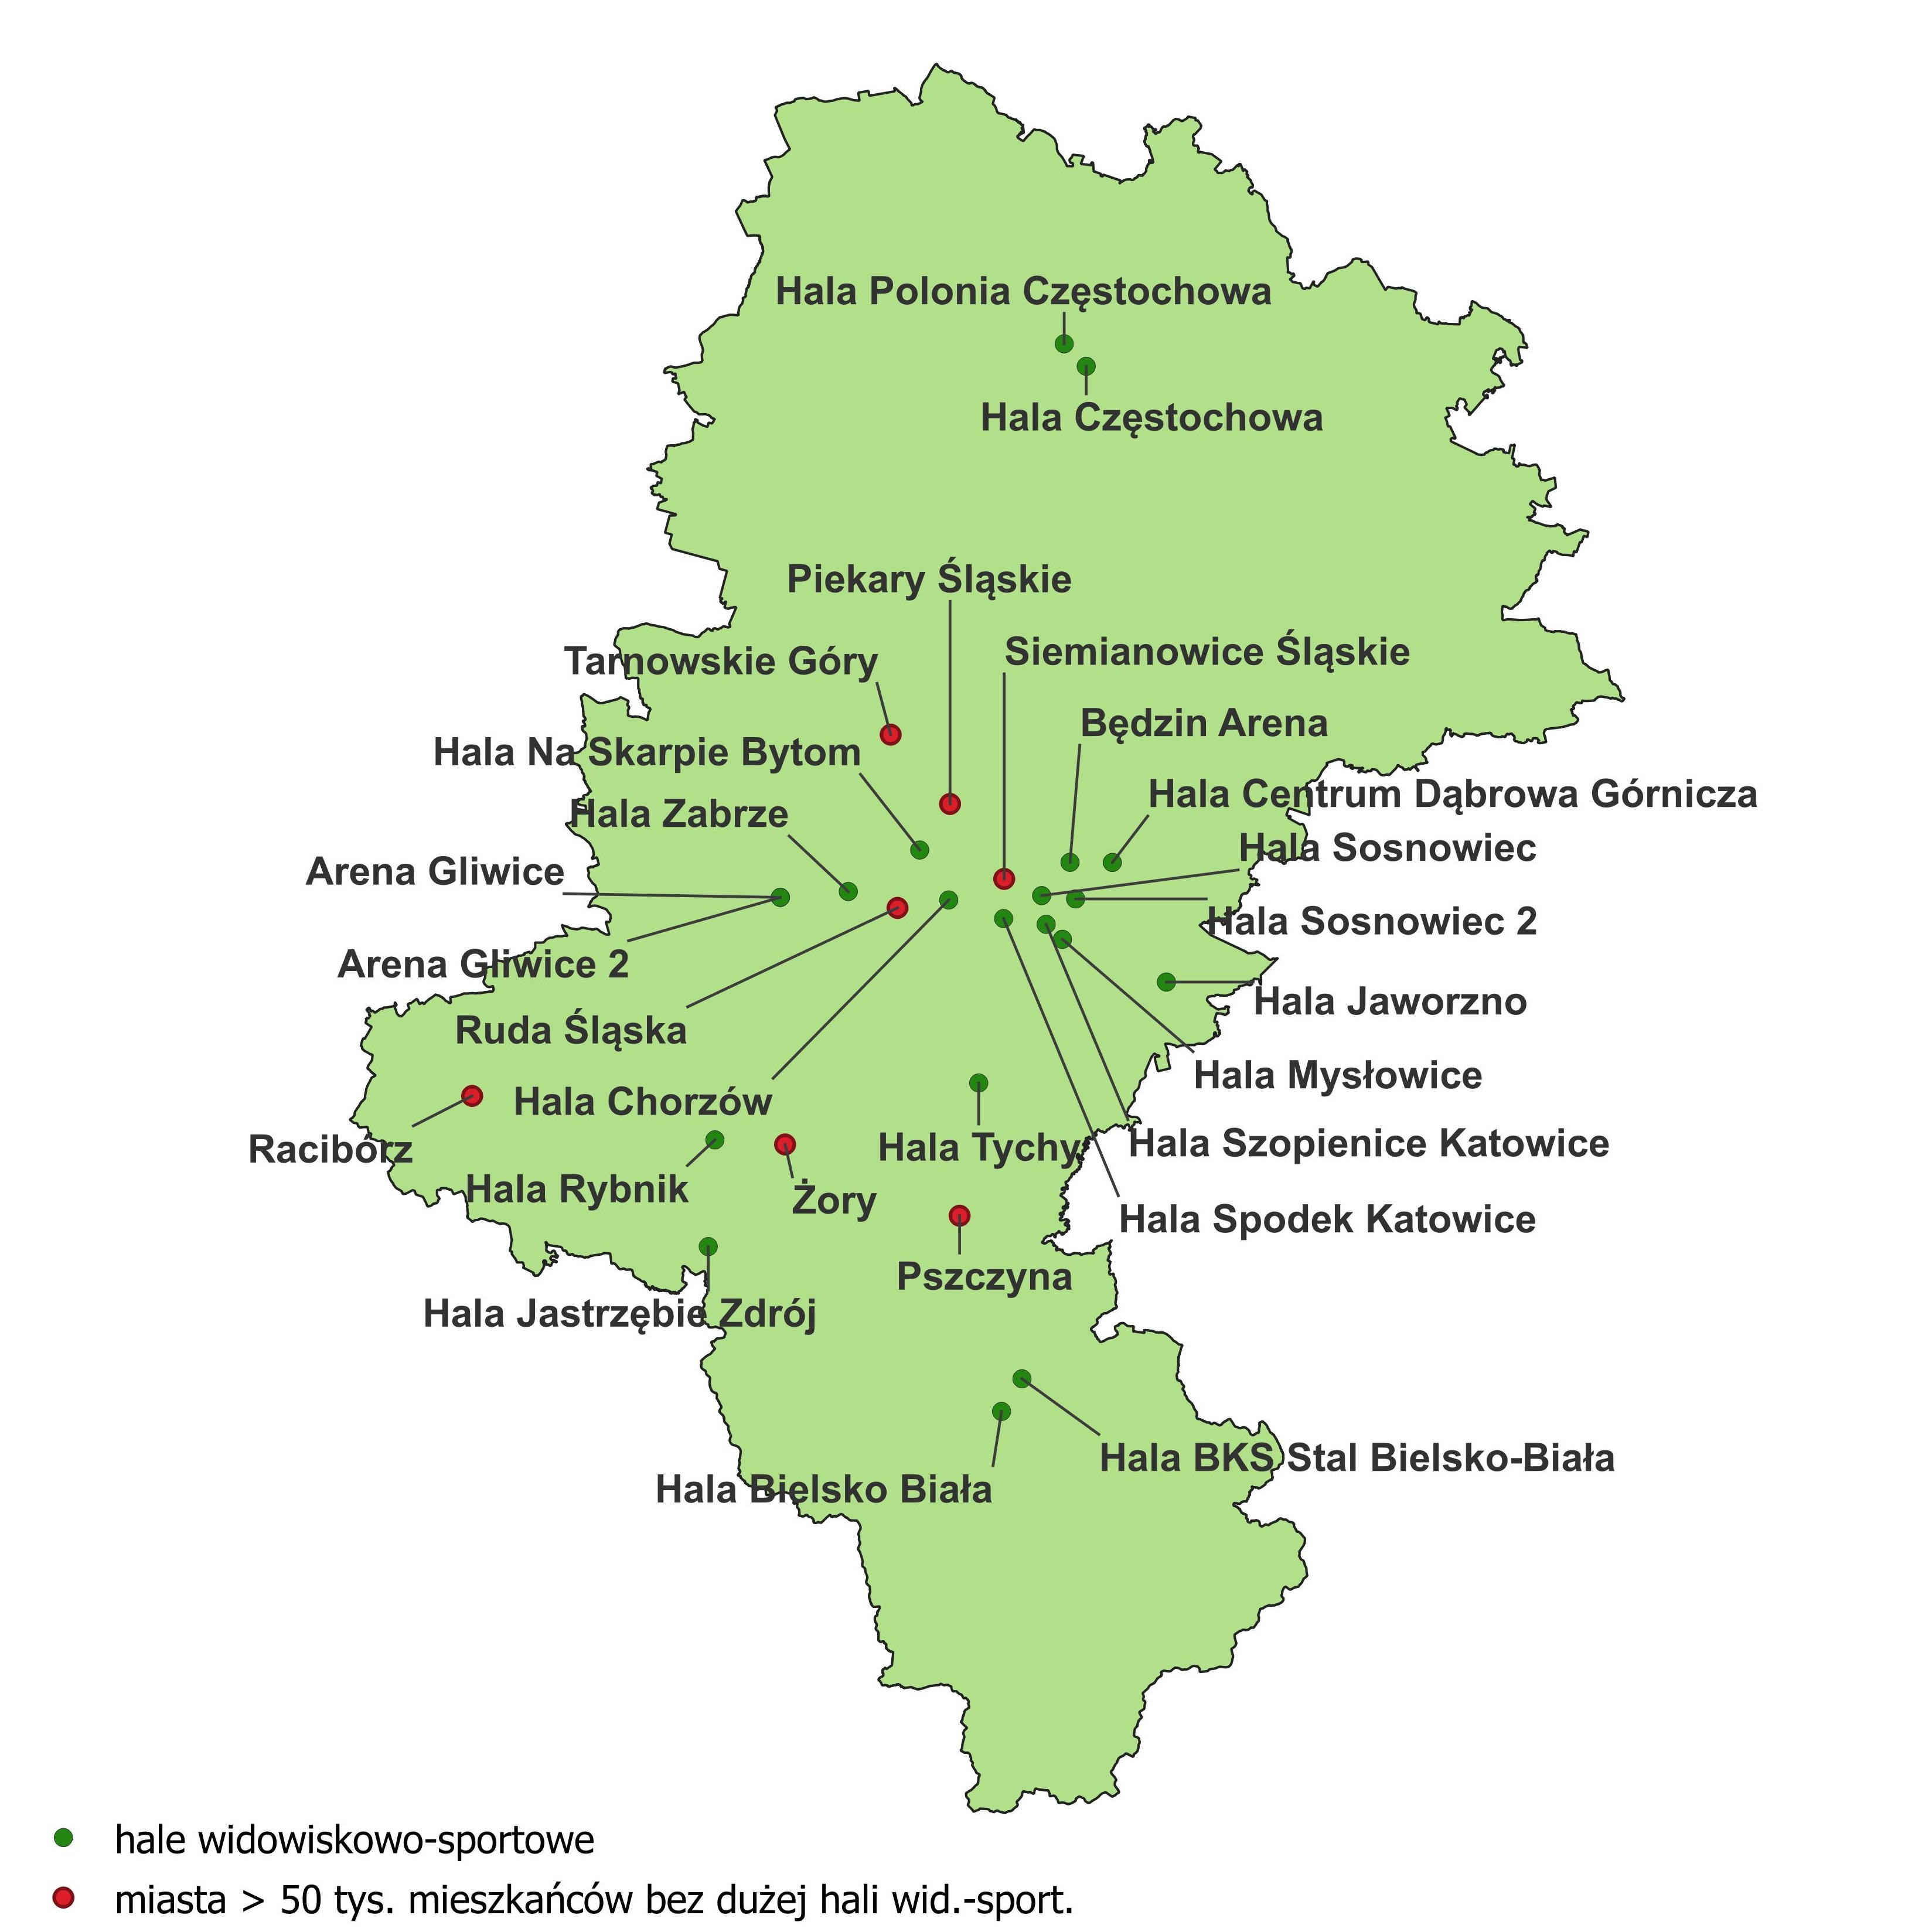 Hala Polonia Częstochowa
Hala Częstochowa
Piekary Śląskie
Siemianowice Śląskie
Tarnowskie Góry
Będzin Arena
Hala Na Skarpie Bytom
Hala Centrum Dąbrowa Górnicza
Hala Zabrze
Hala Sosnowiec
Arena Gliwice
Hala Sosnowiec 2
Arena Gliwice 2
Hala Jaworzno
Ruda Śląska
Hala Mysłowice
Hala Chorzów
Hala Szopienice Katowice
Racibórz
Hala Tychy
Hala Rybnik
Żory
Hala Spodek Katowice
Pszczyna
Hala Jastrzębie Zdrój
Hala BKS Stal Bielsko-Biała
Hala Bielsko Biała
hale widowiskowo-sportowe
miasta > 50 tys. mieszkańców bez dużej hali wid.-sport.